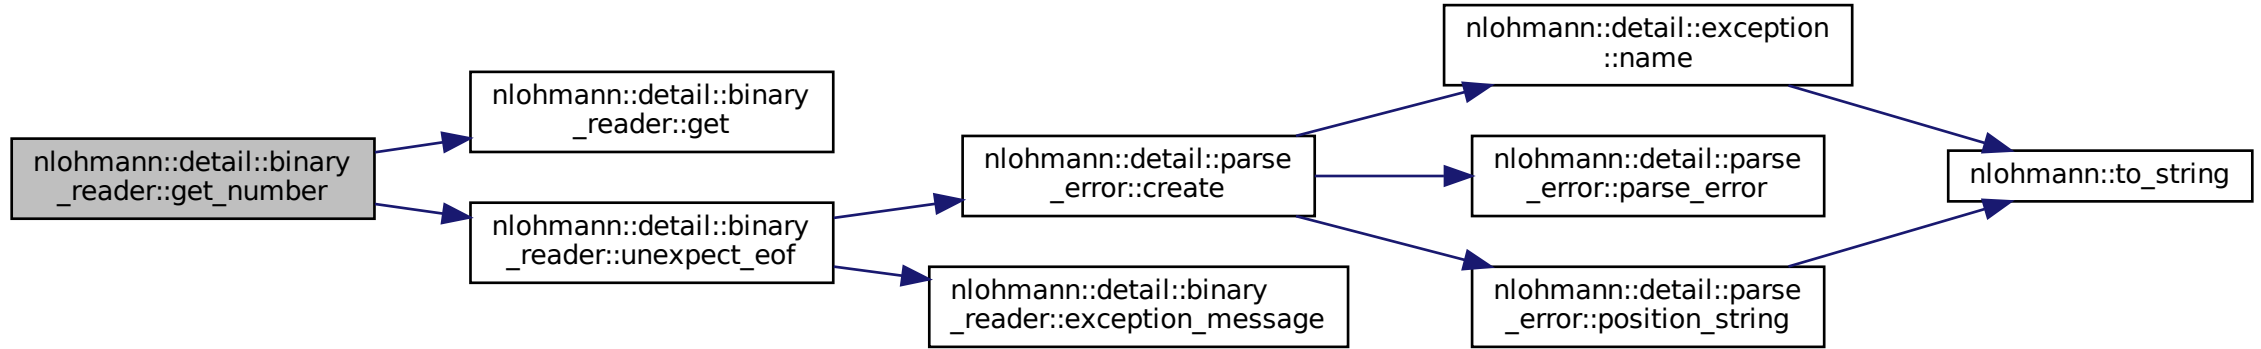 nlohmann::detail::binary
_reader::get_number
nlohmann::detail::binary
_reader::get
nlohmann::detail::binary
_reader::unexpect_eof
nlohmann::detail::parse
_error::create
nlohmann::detail::binary
_reader::exception_message
nlohmann::detail::exception
::name
nlohmann::detail::parse
_error::parse_error
nlohmann::detail::parse
_error::position_string
nlohmann::to_string